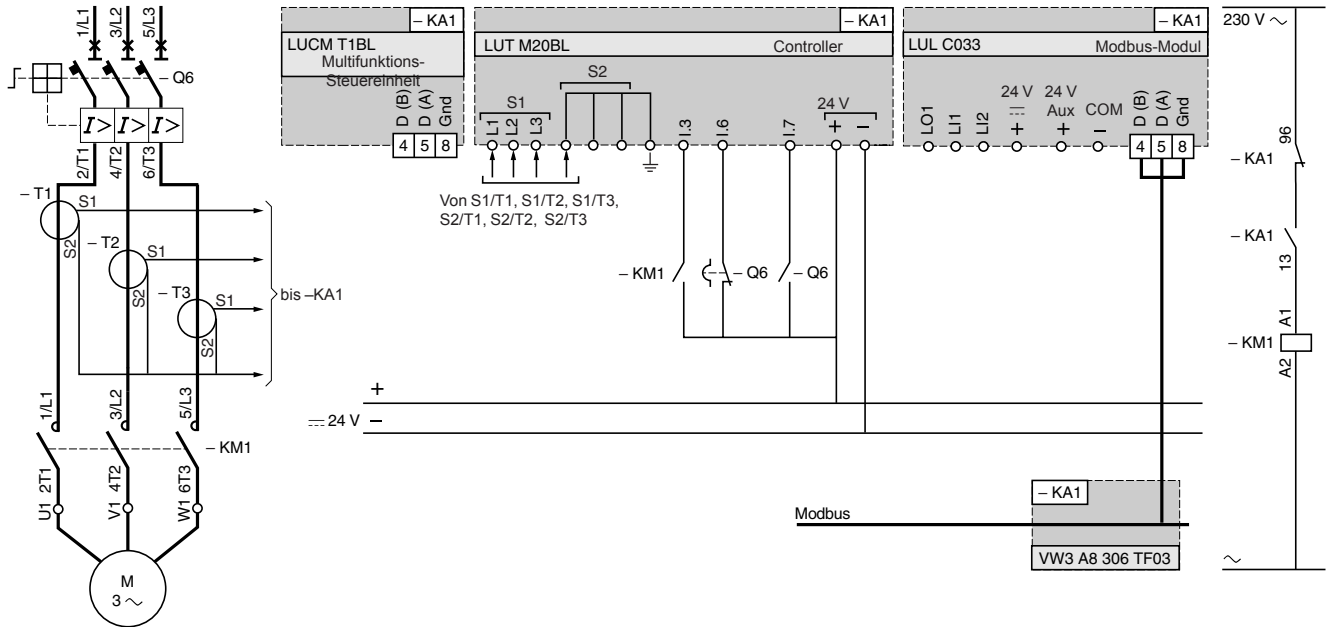 1/L1
3/L2
5/L3
– Q6
I>
I>
I>
2/T1
4/T2
6/T3
– T1
S1
S2
– T2
S1
S2
– T3
S1
S2
bis –KA1
1/L1
3/L2
5/L3
– KM1
2T1
4T2
6T3
U1
V1
W1
M
3 ~
– KA1
LUCM T1BL
Multifunktions-
Steuereinheit
D (B)
D (A)
Gnd
4 5 8
– KA1
LUT M20BL
Controller
S1
S2
L1
L2
L3
I.3
I.6
I.7
24 V
+ –
Von S1/T1, S1/T2, S1/T3,
S2/T1, S2/T2, S2/T3
– KM1
– Q6
– Q6
+
24 V –
– KA1
LUL C033
Modbus-Modul
LO1
LI1
LI2
24 V
+
24 V
Aux
+
COM
–
D (B)
D (A)
Gnd
4 5 8
Modbus
– KA1
VW3 A8 306 TF03
230 V ~
96
– KA1
– KA1
13
A1
– KM1
A2
~